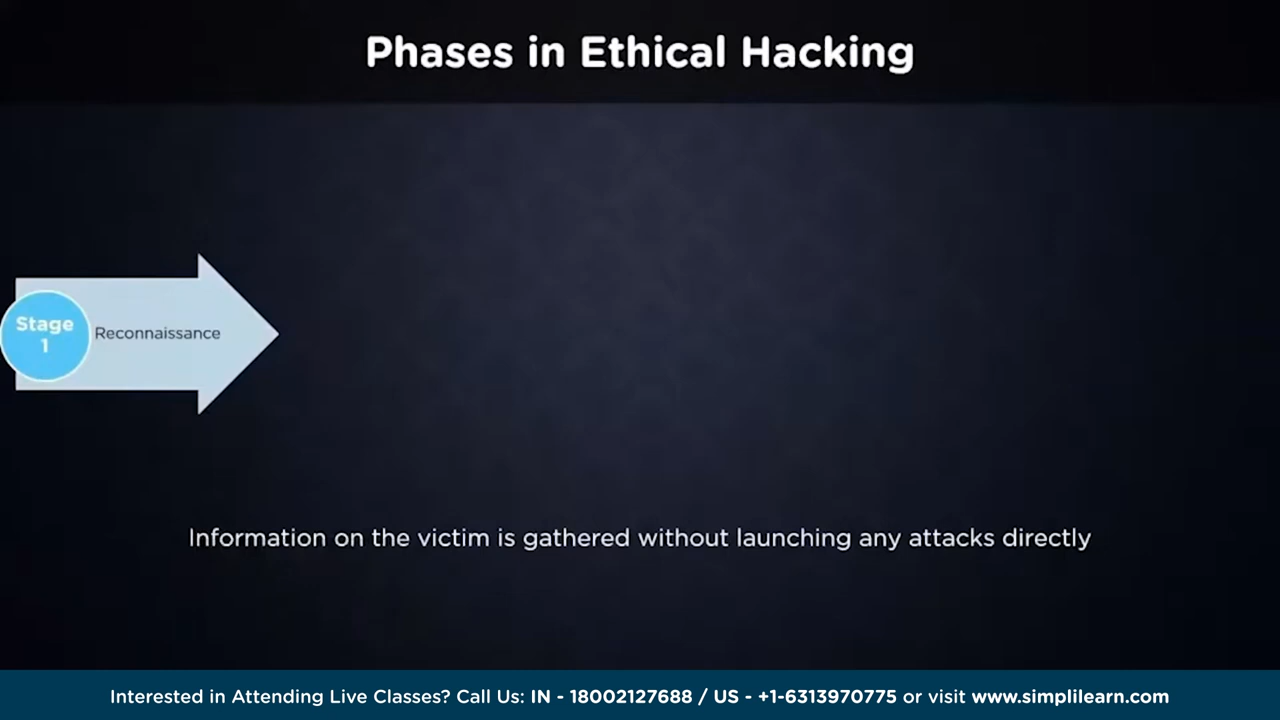 Phases in Ethical Hacking
Stage
1
Reconnaissance
Information on the victim is gathered without launching any attacks directly
Interested in Attending Live Classes? Call Us: IN - 18002127688 / US - +1-6313970775 or visit www.simplilearn.com